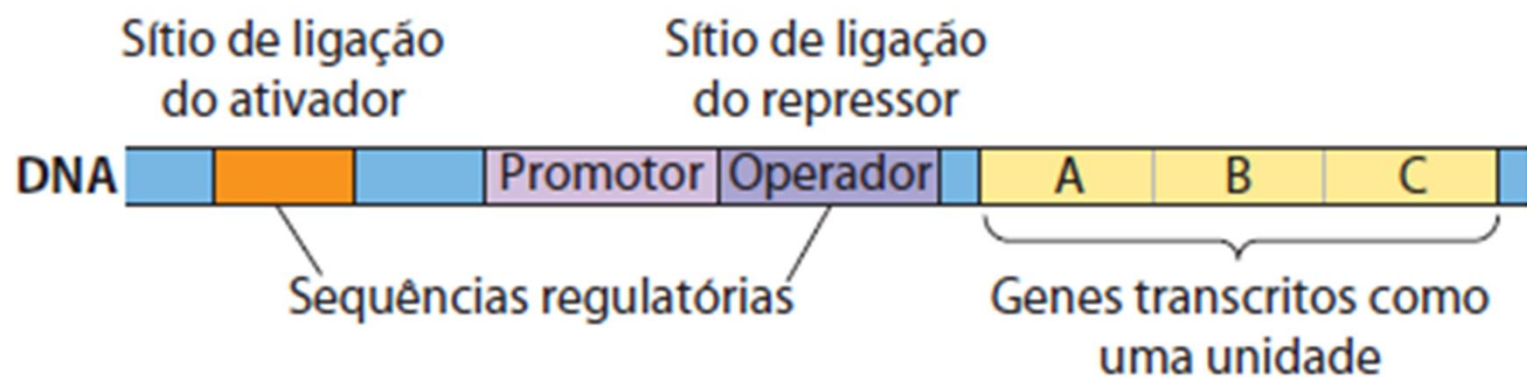 Sítio de ligação
do ativador
Sítio de ligação
do repressor
DNA
Promotor
Operador
A
B
C
Sequências regulatórias
Genes transcritos como
uma unidade